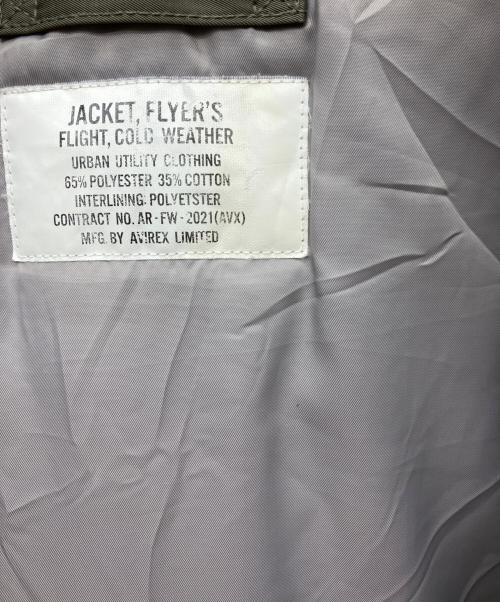 JACKET, FLYER'S
FLIGHT, COLD WEATHER
URBAN UTILITY CLOTHING
65% POLYESTER 35% COTTON
INTERLINING: POLYETSTER
CONTRACT NO. AR-FW-2021(AVX)
MFG. BY AVIREX LIMITED